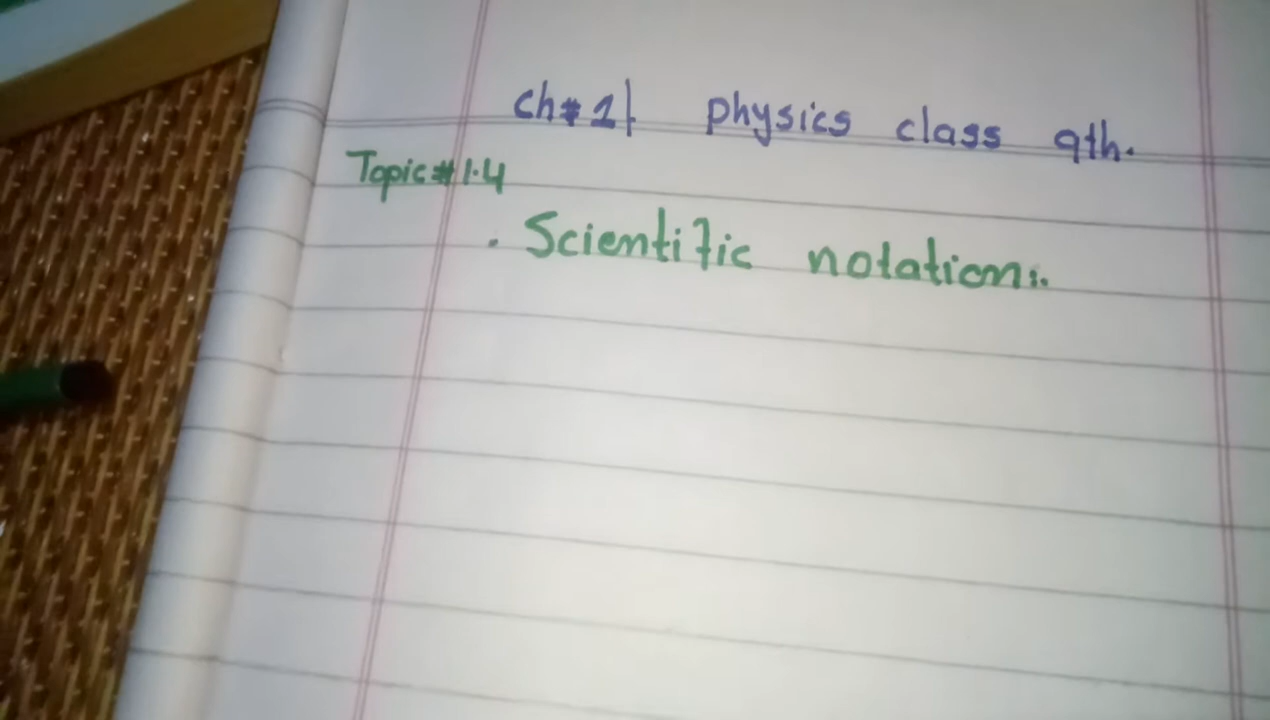 Ch# 1| Physics class 9th.
Topic# 1.4
. Scientific notation:.